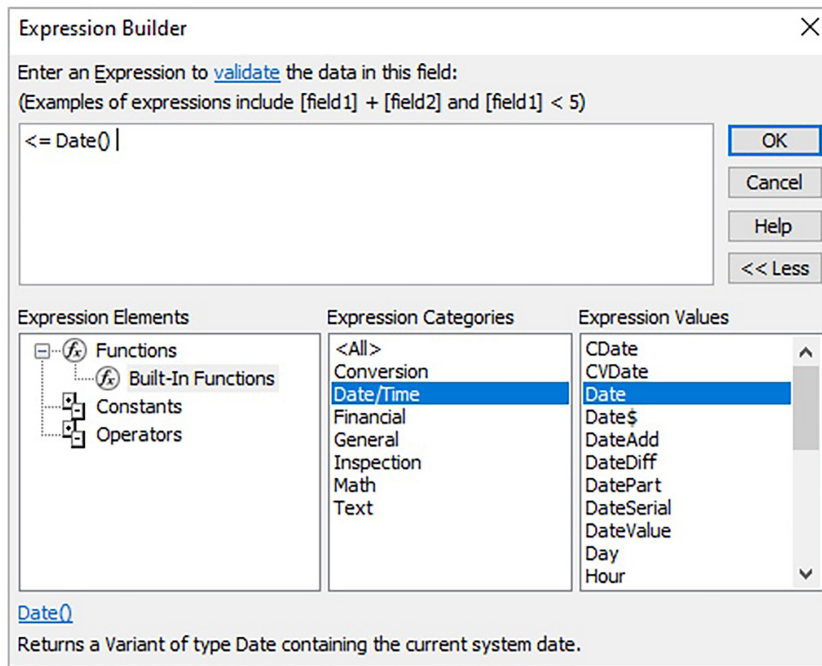 Expression Builder
Enter an Expression to validate the data in this field:
(Examples of expressions include [field1] + [field2] and [field1] < 5)
<= Date()
OK
Cancel
Help
<< Less
Expression Elements
Functions
Built-In Functions
Constants
Operators
Expression Categories
<All>
Conversion
Date/Time
Financial
General
Inspection
Math
Text
Expression Values
CDate
CVDate
Date
Date$
DateAdd
DateDiff
DatePart
DateSerial
DateValue
Day
Hour
Date()
Returns a Variant of type Date containing the current system date.